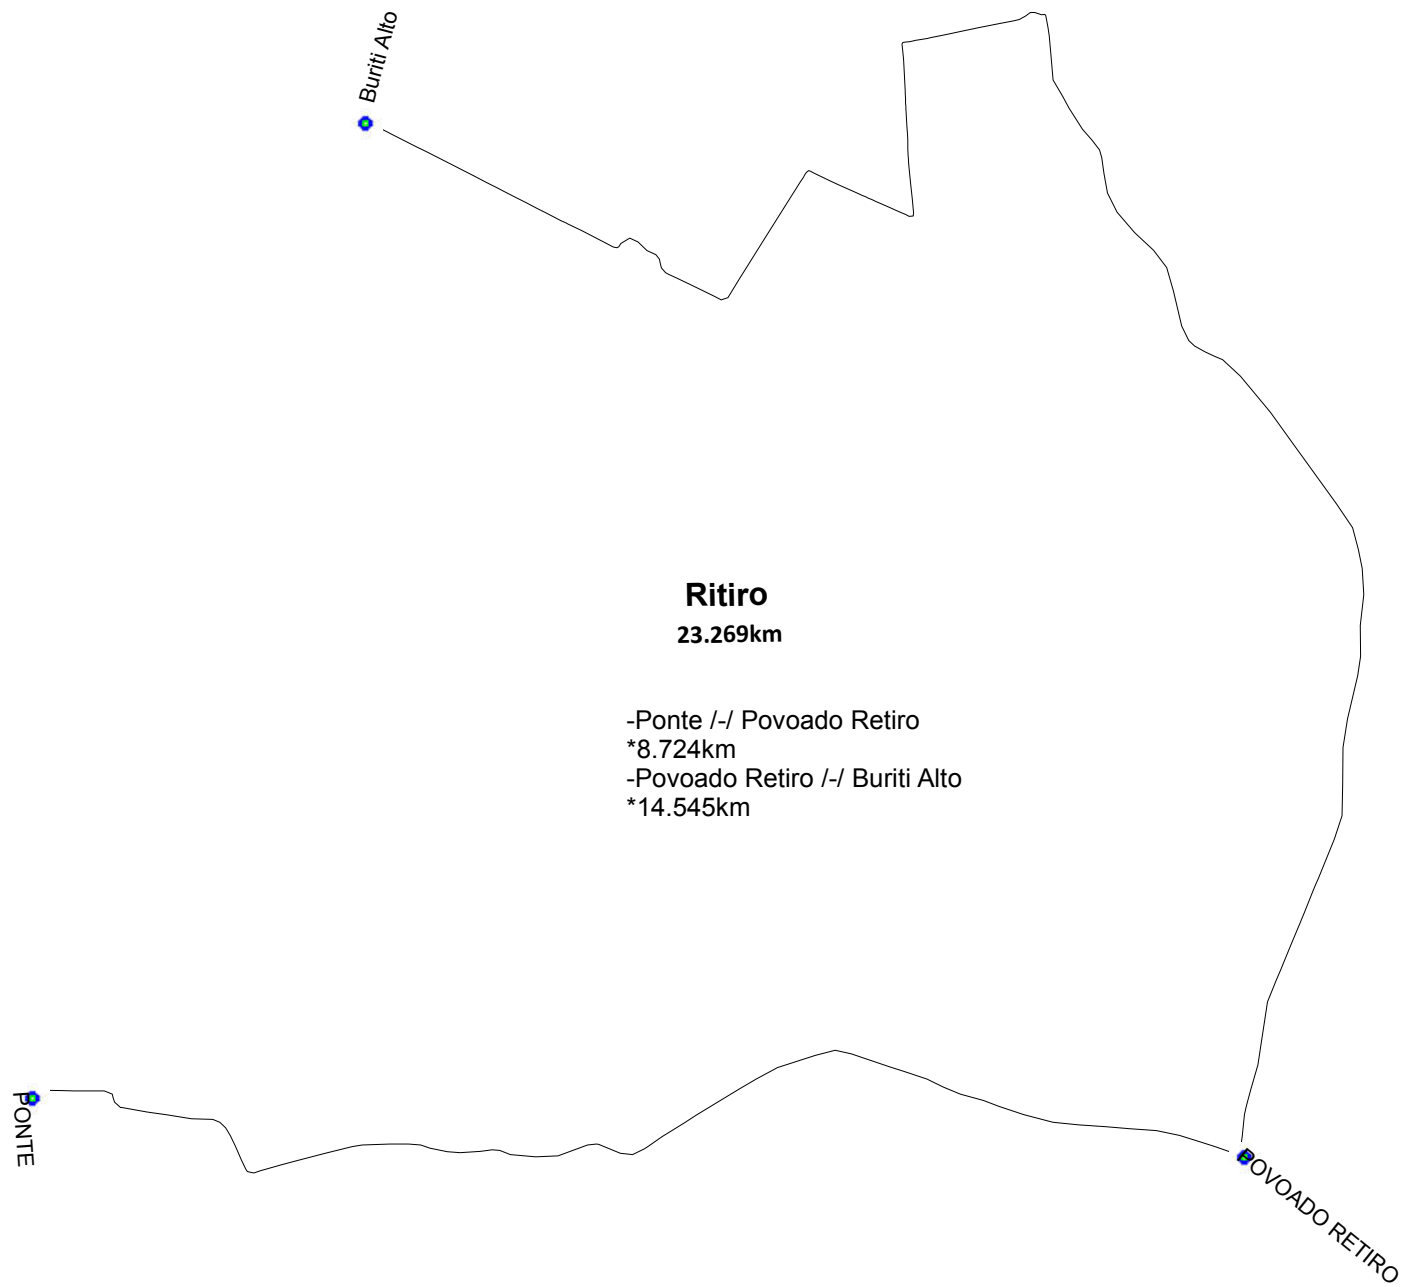 Buriti Alto
Ritiro
23.269km
-Ponte /-/ Povoado Retiro
*8.724km
-Povoado Retiro /-/ Buriti Alto
*14.545km
PONTE
POVOADO RETIRO